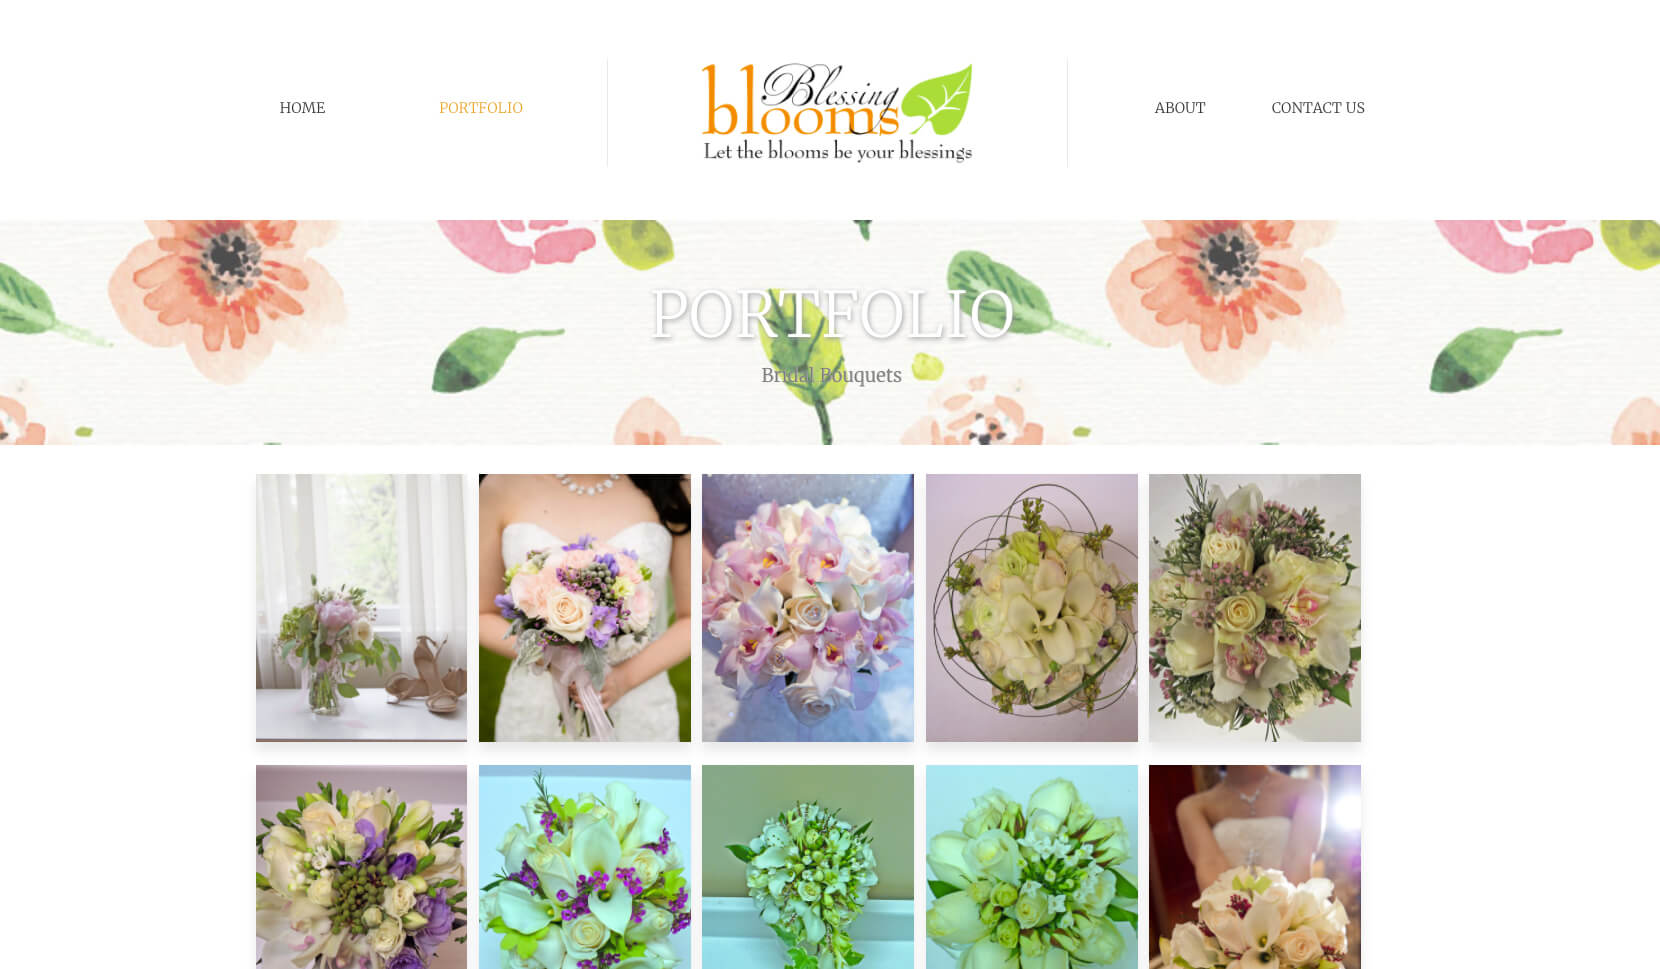 HOME
PORTFOLIO
Blessing
blooms
Let the blooms be your blessings
ABOUT
CONTACT US
PORTFOLIO
Bridal Bouquets